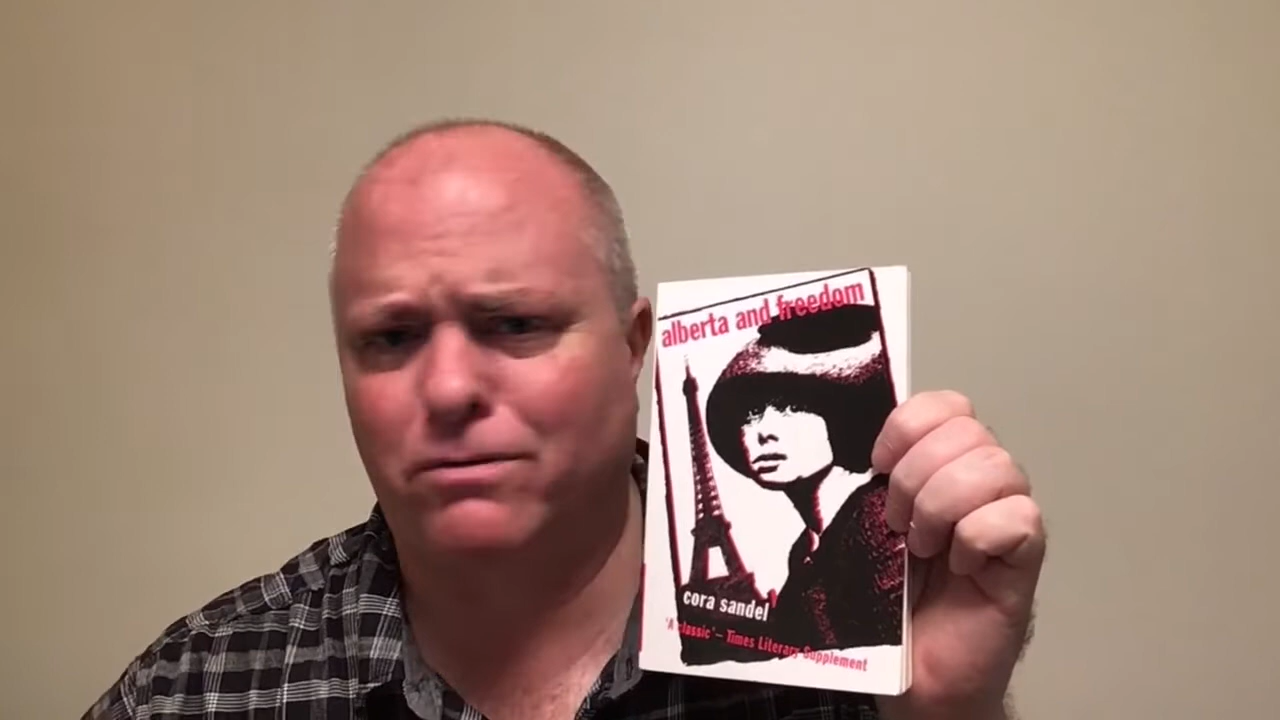 alberta and freedom
cora sandel
'A classic' – Times Literary Supplement